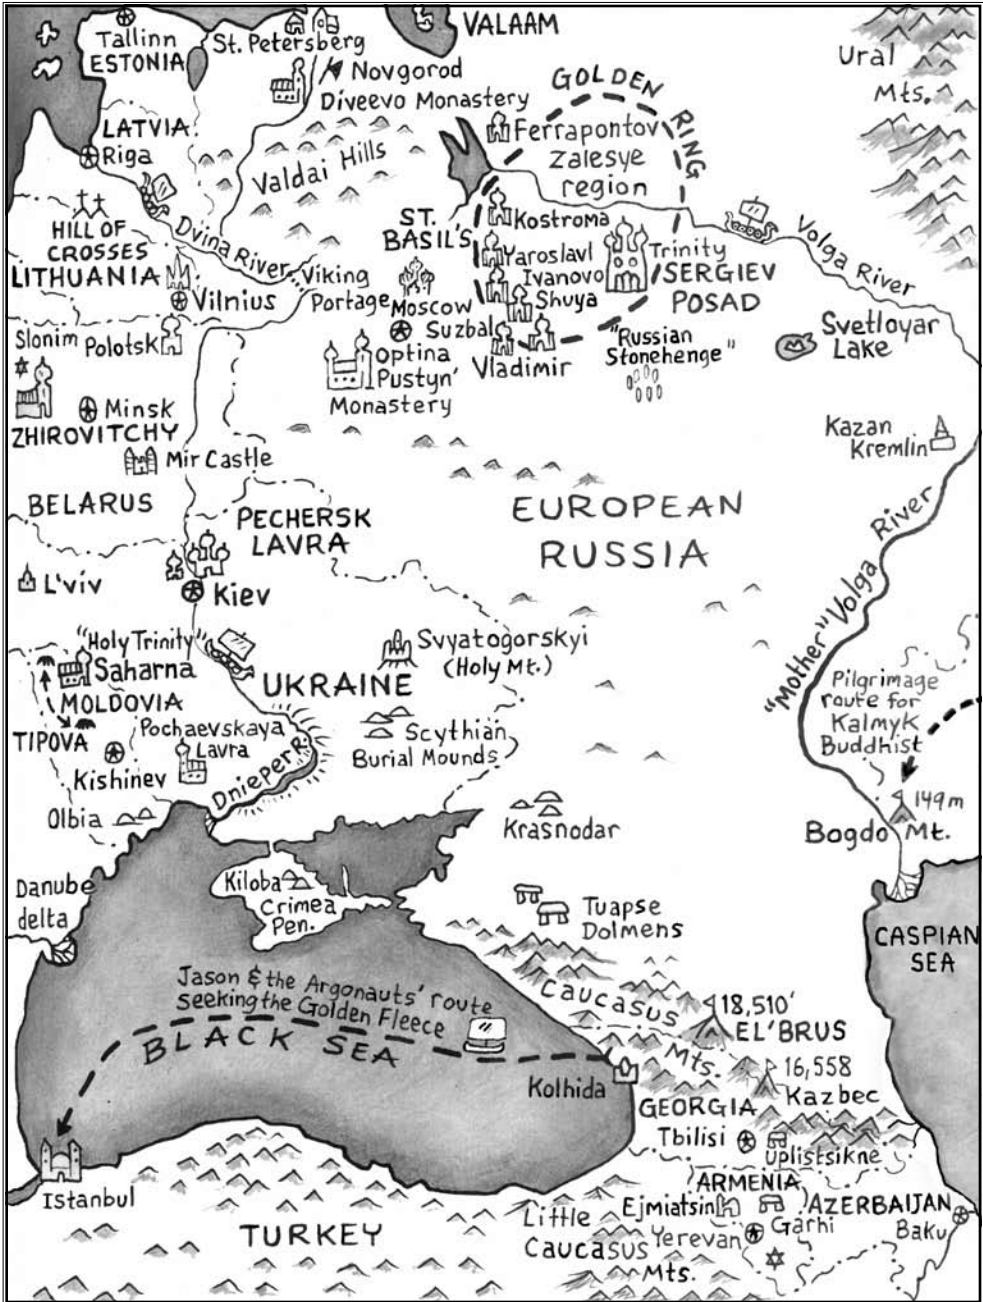 VALAAM
Tallinn
ESTONIA
St. Petersberg
Novgorod
Diveevo Monastery
GOLDEN RING
Ural
Mts.
LATVIA
Riga
Valdai Hills
Ferrapontov
Zalesye
region
HILL OF
CROSSES
LITHUANIA
Vilnius
Dvina River
Viking
Portage
ST.
BASIL'S
Moscow
Kostroma
Yaroslavl
Ivanovo
Shuya
Suzbal
Vladimir
Trinity
SERGIEV
POSAD
Volga River
"Russian
Stonehenge"
Svetloyar
Lake
Slonim
Polotsk
Optina
Pustyn'
Monastery
Minsk
ZHIROVITCHY
Mir Castle
Kazan
Kremlin
BELARUS
PECHERSK
LAVRA
EUROPEAN
RUSSIA
L'viv
Kiev
"Mother" Volga River
"Holy Trinity"
Saharna
MOLDOVIA
TIPOVA
Kishinev
UKRAINE
Svyatogorskyi
(Holy Mt.)
Pochaevskaya
Lavra
Dnieper R.
Scythian
Burial Mounds
Pilgrimage
route for
Kalmyk
Buddhist
149m
Bogdo Mt.
Olbia
Krasnodar
Danube
delta
Kiloba
Crimea
Pen.
Tuapse
Dolmens
CASPIAN
SEA
Jason & the Argonauts' route
seeking the Golden Fleece
BLACK SEA
Caucasus
Mts.
18,510'
EL'BRUS
16,558
Kazbec
Kolhida
GEORGIA
Tbilisi
Uplistsikne
Istanbul
TURKEY
ARMENIA
Ejmiatsin
Garhi
AZERBAIJAN
Baku
Little
Caucasus
Mts.
Yerevan